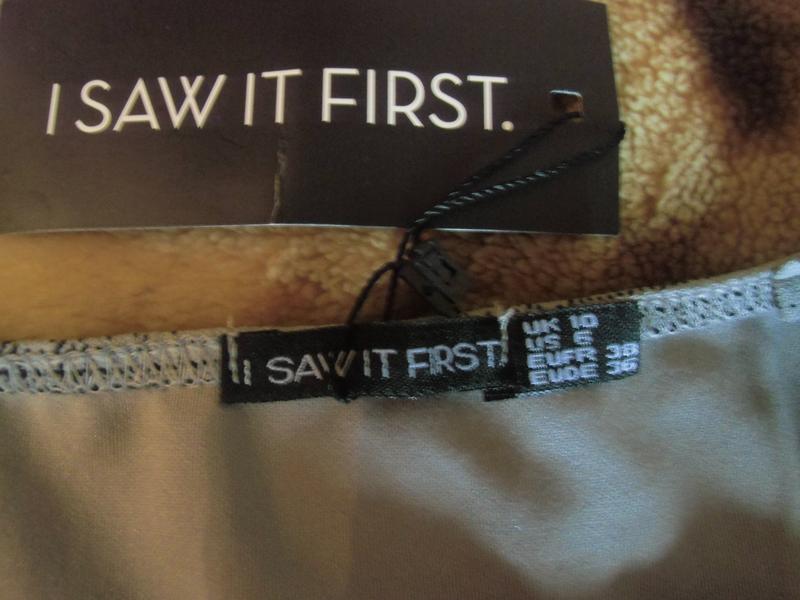 I SAW IT FIRST.
I SAW IT FIRST.
UK 10
US 6
EUFR 38
EUDE 36